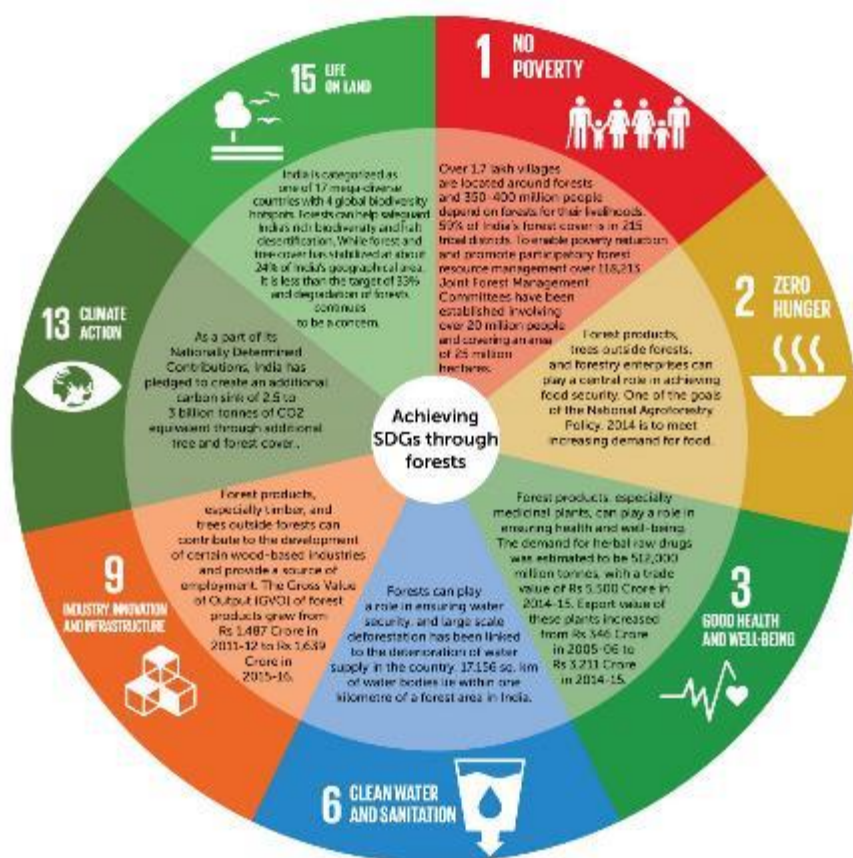 Achieving
SDGs through
forests
1 NO
POVERTY
Over 1.7 lakh villages
are located around forests
and 350-400 million people
depend on forests for their livelihoods.
59% of India's forest cover is in 215
tribal districts. To enable poverty reduction
and promote participatory forest
resource management over 118,213
Joint Forest Management
Committees have been
established involving
over 20 million people
and covering an area
of 25 million
hectares.
2 ZERO
HUNGER
Forest products,
trees outside forests,
and forestry enterprises can
play a central role in achieving
food security. One of the goals
of the National Agroforestry
Policy, 2014 is to meet
increasing demand for food.
3
GOOD HEALTH
AND WELL-BEING
Forest products, especially
medicinal plants, can play a role in
ensuring health and well-being.
The demand for herbal raw drugs
was estimated to be 512,000
million tonnes, with a trade
value of Rs 5,500 Crore in
2014-15. Export value of
these plants increased
from Rs 346 Crore
in 2005-06 to
Rs 3,211 Crore
in 2014-15.
6 CLEAN WATER
AND SANITATION
Forests can play
a role in ensuring water
security, and large scale
deforestation has been linked
to the deterioration of water
supply in the country. 17,156 sq. km
of water bodies lie within one
kilometre of a forest area in India.
9
INDUSTRY, INNOVATION
AND INFRASTRUCTURE
Forest products,
especially timber, and
trees outside forests can
contribute to the development
of certain wood-based industries
and provide a source of
employment. The Gross Value
of Output (GVO) of forest
products grew from
Rs 1,487 Crore in
2011-12 to Rs 1,639
Crore in
2015-16.
13 CLIMATE
ACTION
As a part of its
Nationally Determined
Contributions, India has
pledged to create an additional
carbon sink of 2.5 to
3 billion tonnes of CO2
equivalent through additional
tree and forest cover..
15 LIFE
ON LAND
India is categorized as
one of 17 mega-diverse
countries with 4 global biodiversity
hotspots. Forests can help safeguard
India's rich biodiversity and halt
desertification. While forest and
tree cover has stabilized at about
24% of India's geographical area,
It is less than the target of 33%
and degradation of forests
continues
to be a concern.